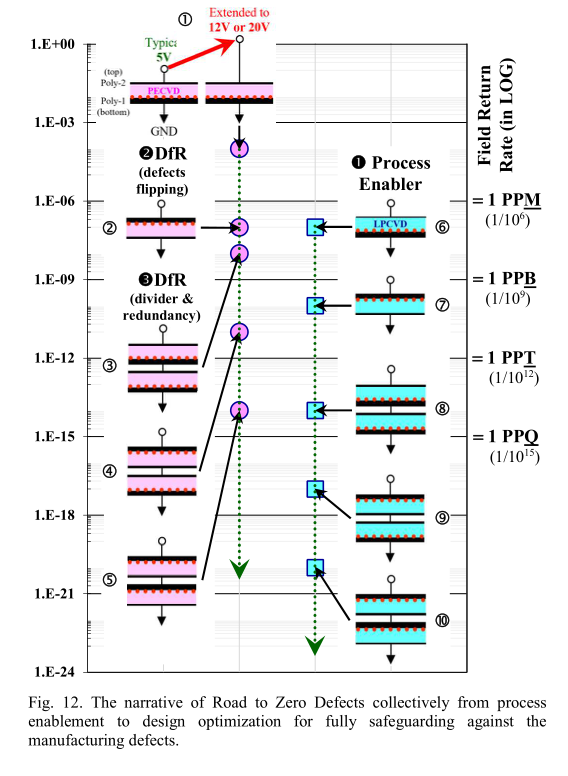 ①
Extended to
12V or 20V
Typica
5V
1.E+00
(top)
Poly-2
PECVD
Poly-1
(bottom)
GND
1.E-03
Field Return
Rate (in LOG)
❷DfR
(defects
flipping)
❶ Process
Enabler
1.E-06
= 1 PPM
(1/10⁶)
②
LPCVD
⑥
1.E-09
❸DfR
(divider &
redundancy)
= 1 PPB
(1/10⁹)
⑦
1.E-12
③
= 1 PPT
(1/10¹²)
⑧
1.E-15
④
= 1 PPQ
(1/10¹⁵)
1.E-18
⑨
⑤
1.E-21
⑩
1.E-24
Fig. 12. The narrative of Road to Zero Defects collectively from process
enablement to design optimization for fully safeguarding against the
manufacturing defects.